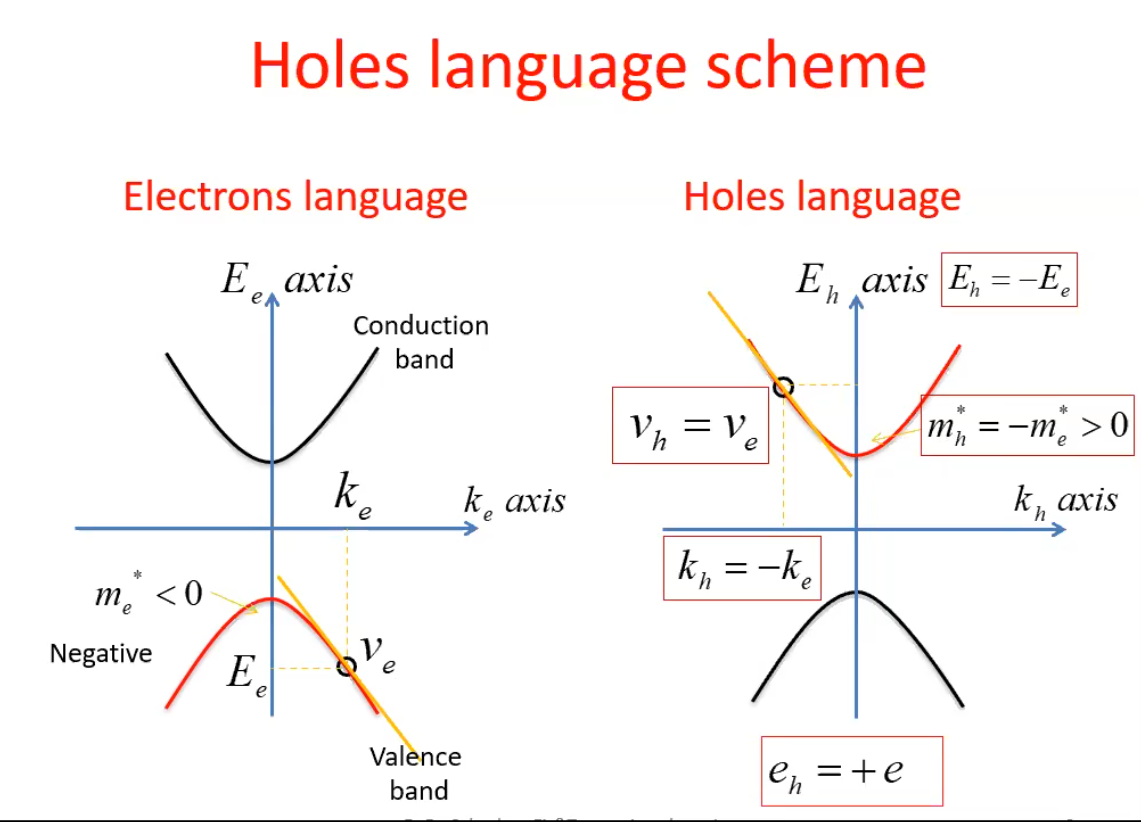 Holes language scheme
Electrons language
Holes language
E_e axis
Conduction
band
k_e
k_e axis
m_e^* < 0
Negative
E_e
v_e
Valence
band
E_h axis
E_h = −E_e
v_h = v_e
m_h^* = −m_e^* > 0
k_h axis
k_h = −k_e
e_h = + e